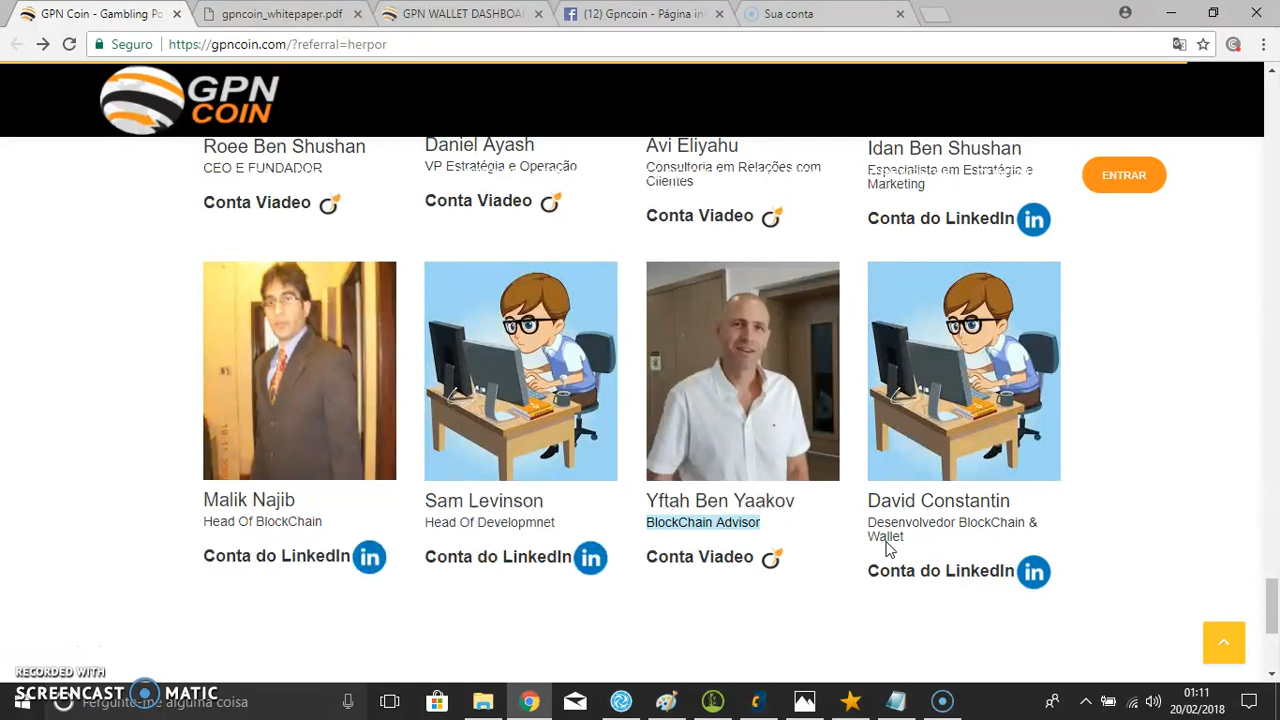 GPN Coin - Gambling Po
gpncoin_whitepaper.pdf
GPN WALLET DASHBOA
(12) Gpncoin - Página in
Sua conta
Seguro
https://gpncoin.com/?referral=herpor
GPN
COIN
ENTRAR
Roee Ben Shushan
CEO E FUNDADOR
Conta Viadeo
Daniel Ayash
VP Estratégia e Operação
Conta Viadeo
Avi Eliyahu
Consultoria em Relações com
Clientes
Conta Viadeo
Idan Ben Shushan
Especialista em Estratégia e
Marketing
Conta do LinkedIn in
Malik Najib
Head Of BlockChain
Conta do LinkedIn in
Sam Levinson
Head Of Developmnet
Conta do LinkedIn in
Yftah Ben Yaakov
BlockChain Advisor
Conta Viadeo
David Constantin
Desenvolvedor BlockChain &
Wallet
Conta do LinkedIn in
RECORDED WITH
SCREENCAST MATIC
Pergunte-me alguma coisa
01:11
20/02/2018